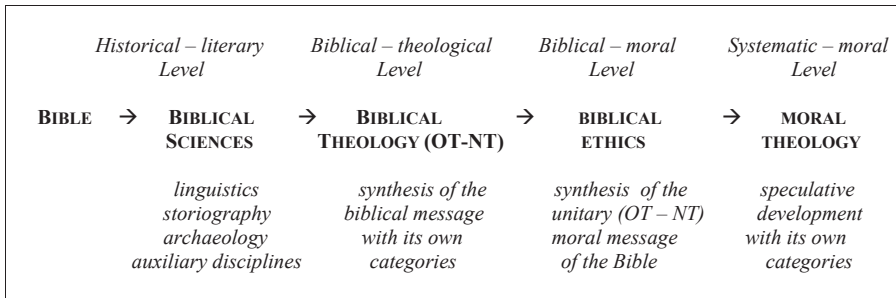 Historical – literary Biblical – theological Biblical – moral Systematic – moral
Level Level Level Level
BIBLE → BIBLICAL → BIBLICAL → BIBLICAL → MORAL
SCIENCES THEOLOGY (OT-NT) ETHICS THEOLOGY
linguistics synthesis of the synthesis of the speculative
storiography biblical message unitary (OT – NT) development
archaeology with its own moral message with its own
auxiliary disciplines categories of the Bible categories